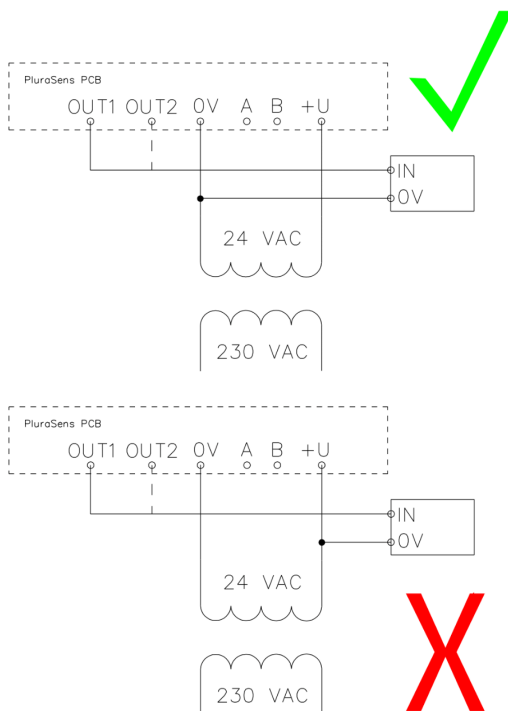 PluraSens PCB
OUT1 OUT2 0V A B +U
IN
0V
24 VAC
230 VAC
PluraSens PCB
OUT1 OUT2 0V A B +U
IN
0V
24 VAC
230 VAC